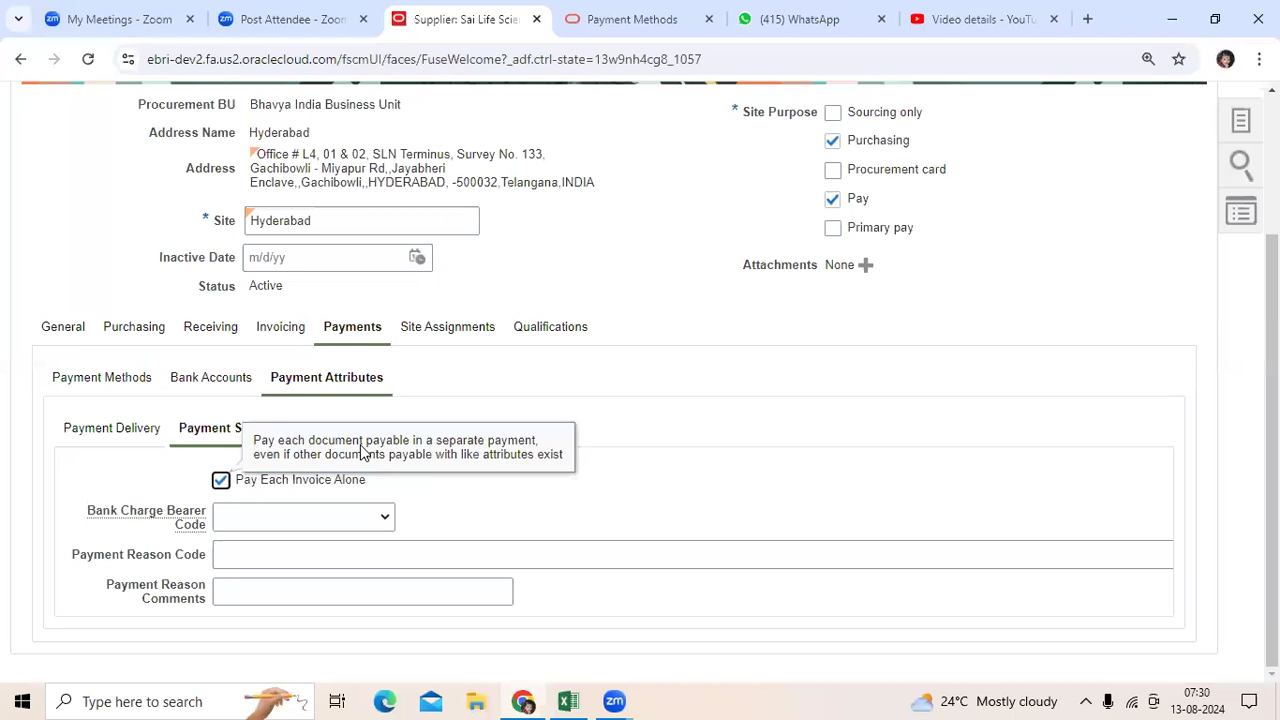 My Meetings - Zoom
Post Attendee - Zoom
Supplier: Sai Life Scie
Payment Methods
(415) WhatsApp
Video details - YouTu
ebri-dev2.fa.us2.oraclecloud.com/fscmUI/faces/FuseWelcome?_adf.ctrl-state=13w9nh4cg8_1057
Procurement BU Bhavya India Business Unit
Address Name Hyderabad
Address Office # L4, 01 & 02, SLN Terminus, Survey No. 133,
Gachibowli - Miyapur Rd,,Jayabheri
Enclave,,Gachibowli,,HYDERABAD, -500032,Telangana,INDIA
* Site Hyderabad
Inactive Date m/d/yy
Status Active
* Site Purpose Sourcing only
Purchasing
Procurement card
Pay
Primary pay
Attachments None
General Purchasing Receiving Invoicing Payments Site Assignments Qualifications
Payment Methods Bank Accounts Payment Attributes
Payment Delivery Payment S
Pay each document payable in a separate payment,
even if other documents payable with like attributes exist
Pay Each Invoice Alone
Bank Charge Bearer
Code
Payment Reason Code
Payment Reason
Comments
Type here to search
24°C Mostly cloudy
07:30
13-08-2024